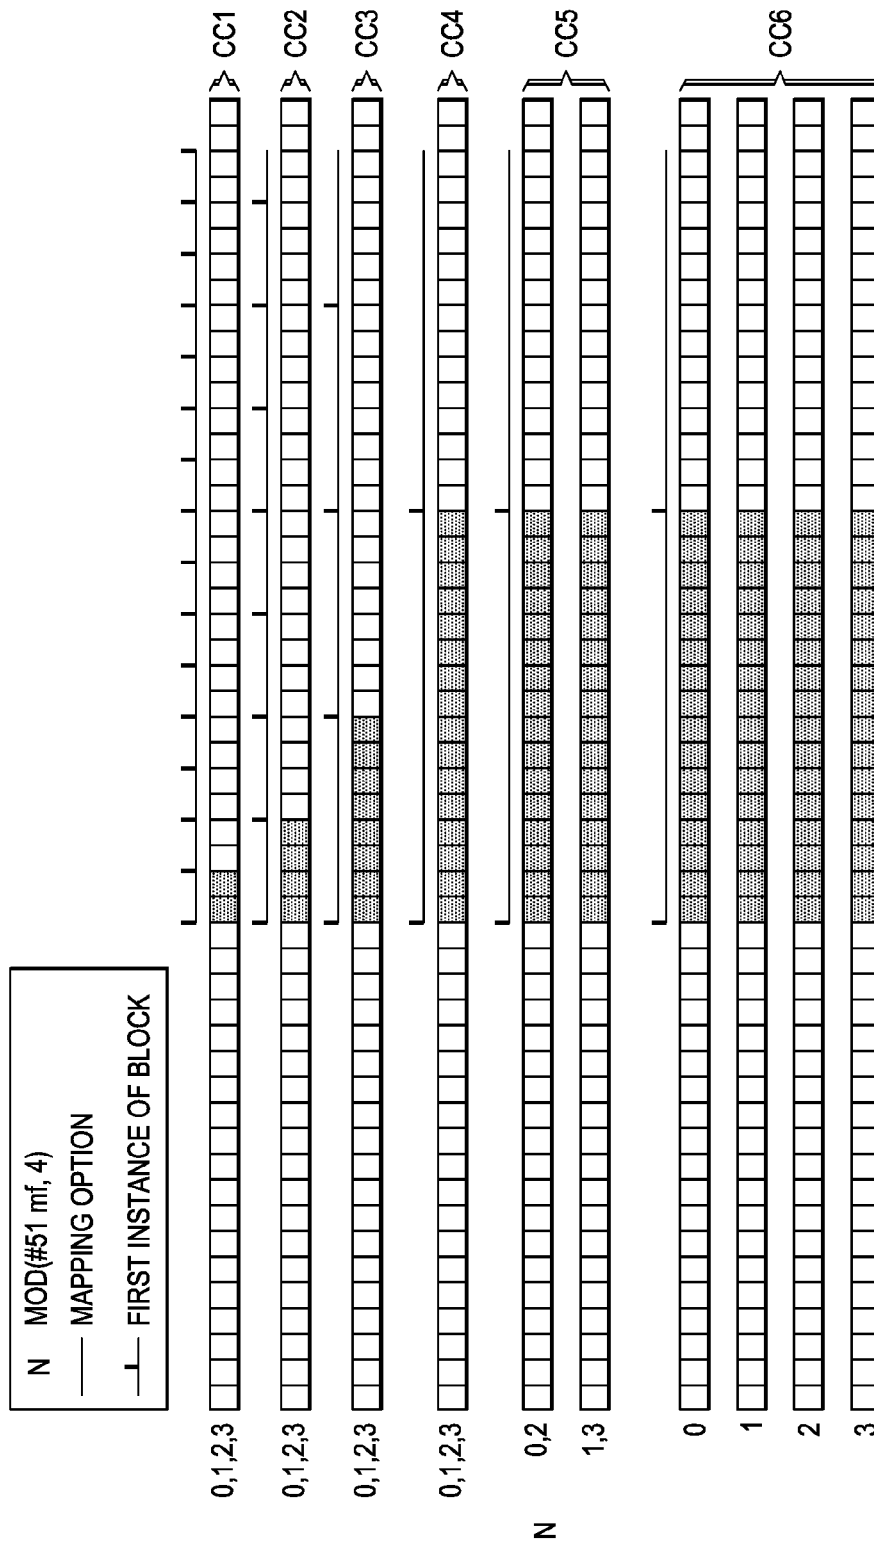 N MOD(#51 mf, 4)
MAPPING OPTION
FIRST INSTANCE OF BLOCK
0,1,2,3 CC1
0,1,2,3 CC2
0,1,2,3 CC3
0,1,2,3 CC4
0,2 CC5
1,3
N
0 CC6
1
2
3